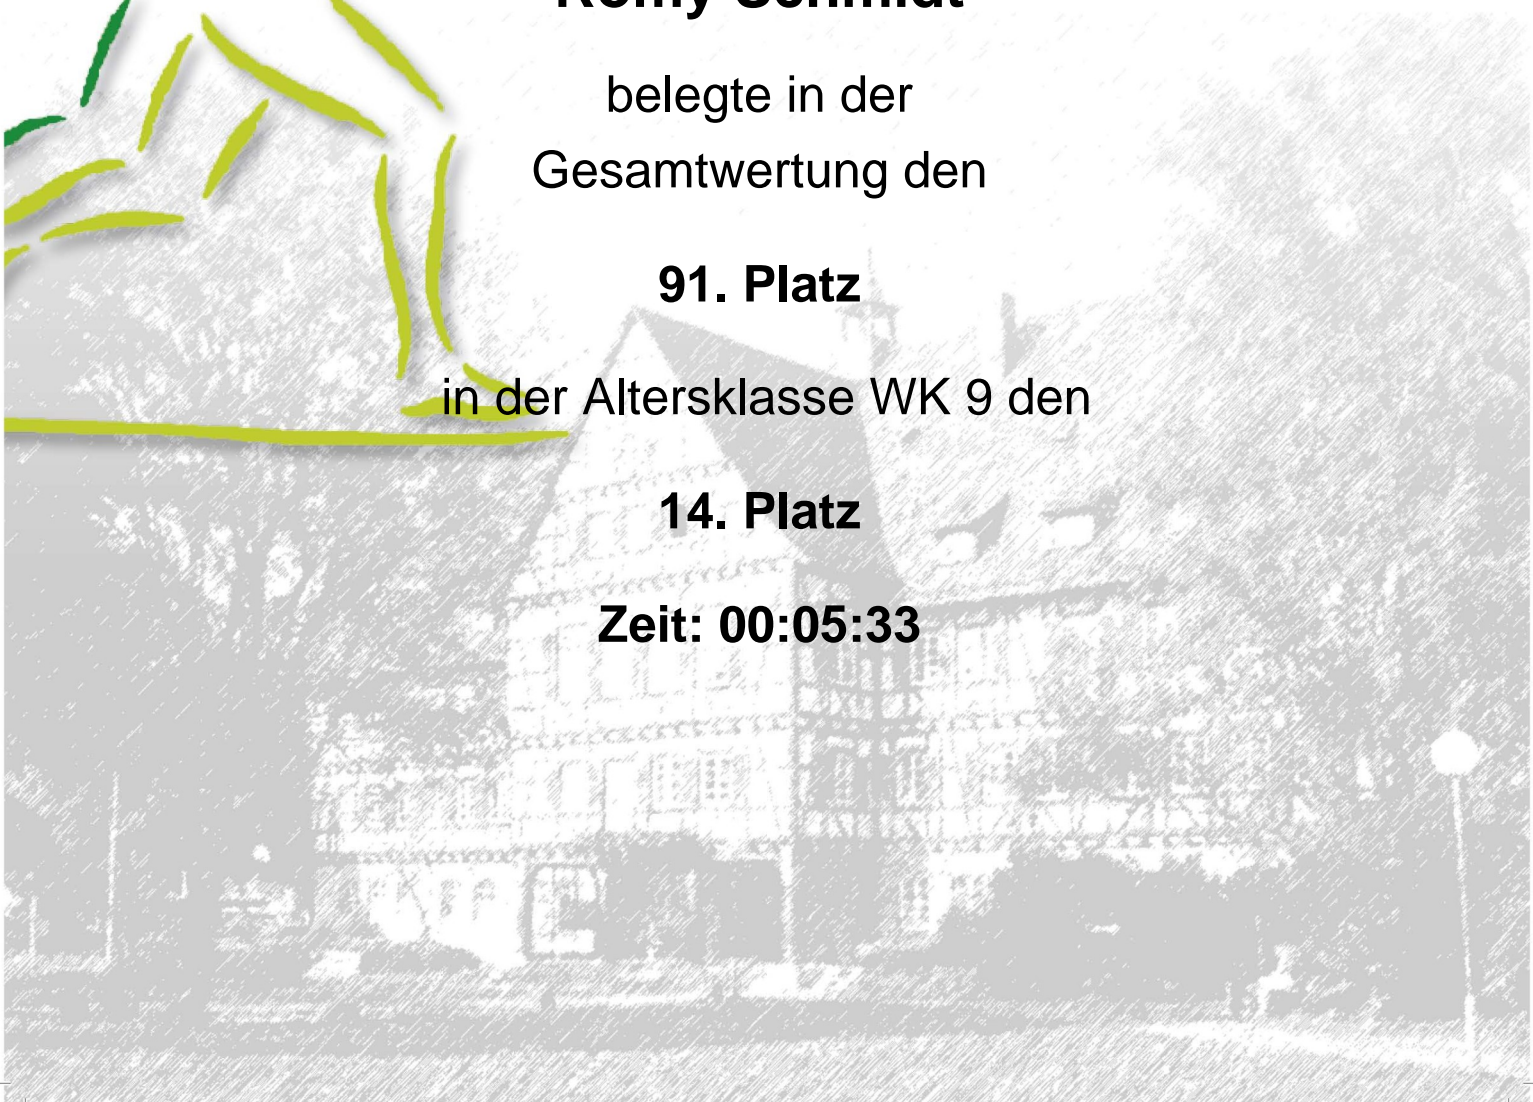 Schmidt
belegte in der
Gesamtwertung den
91. Platz
in der Altersklasse WK 9 den
14. Platz
Zeit: 00:05:33